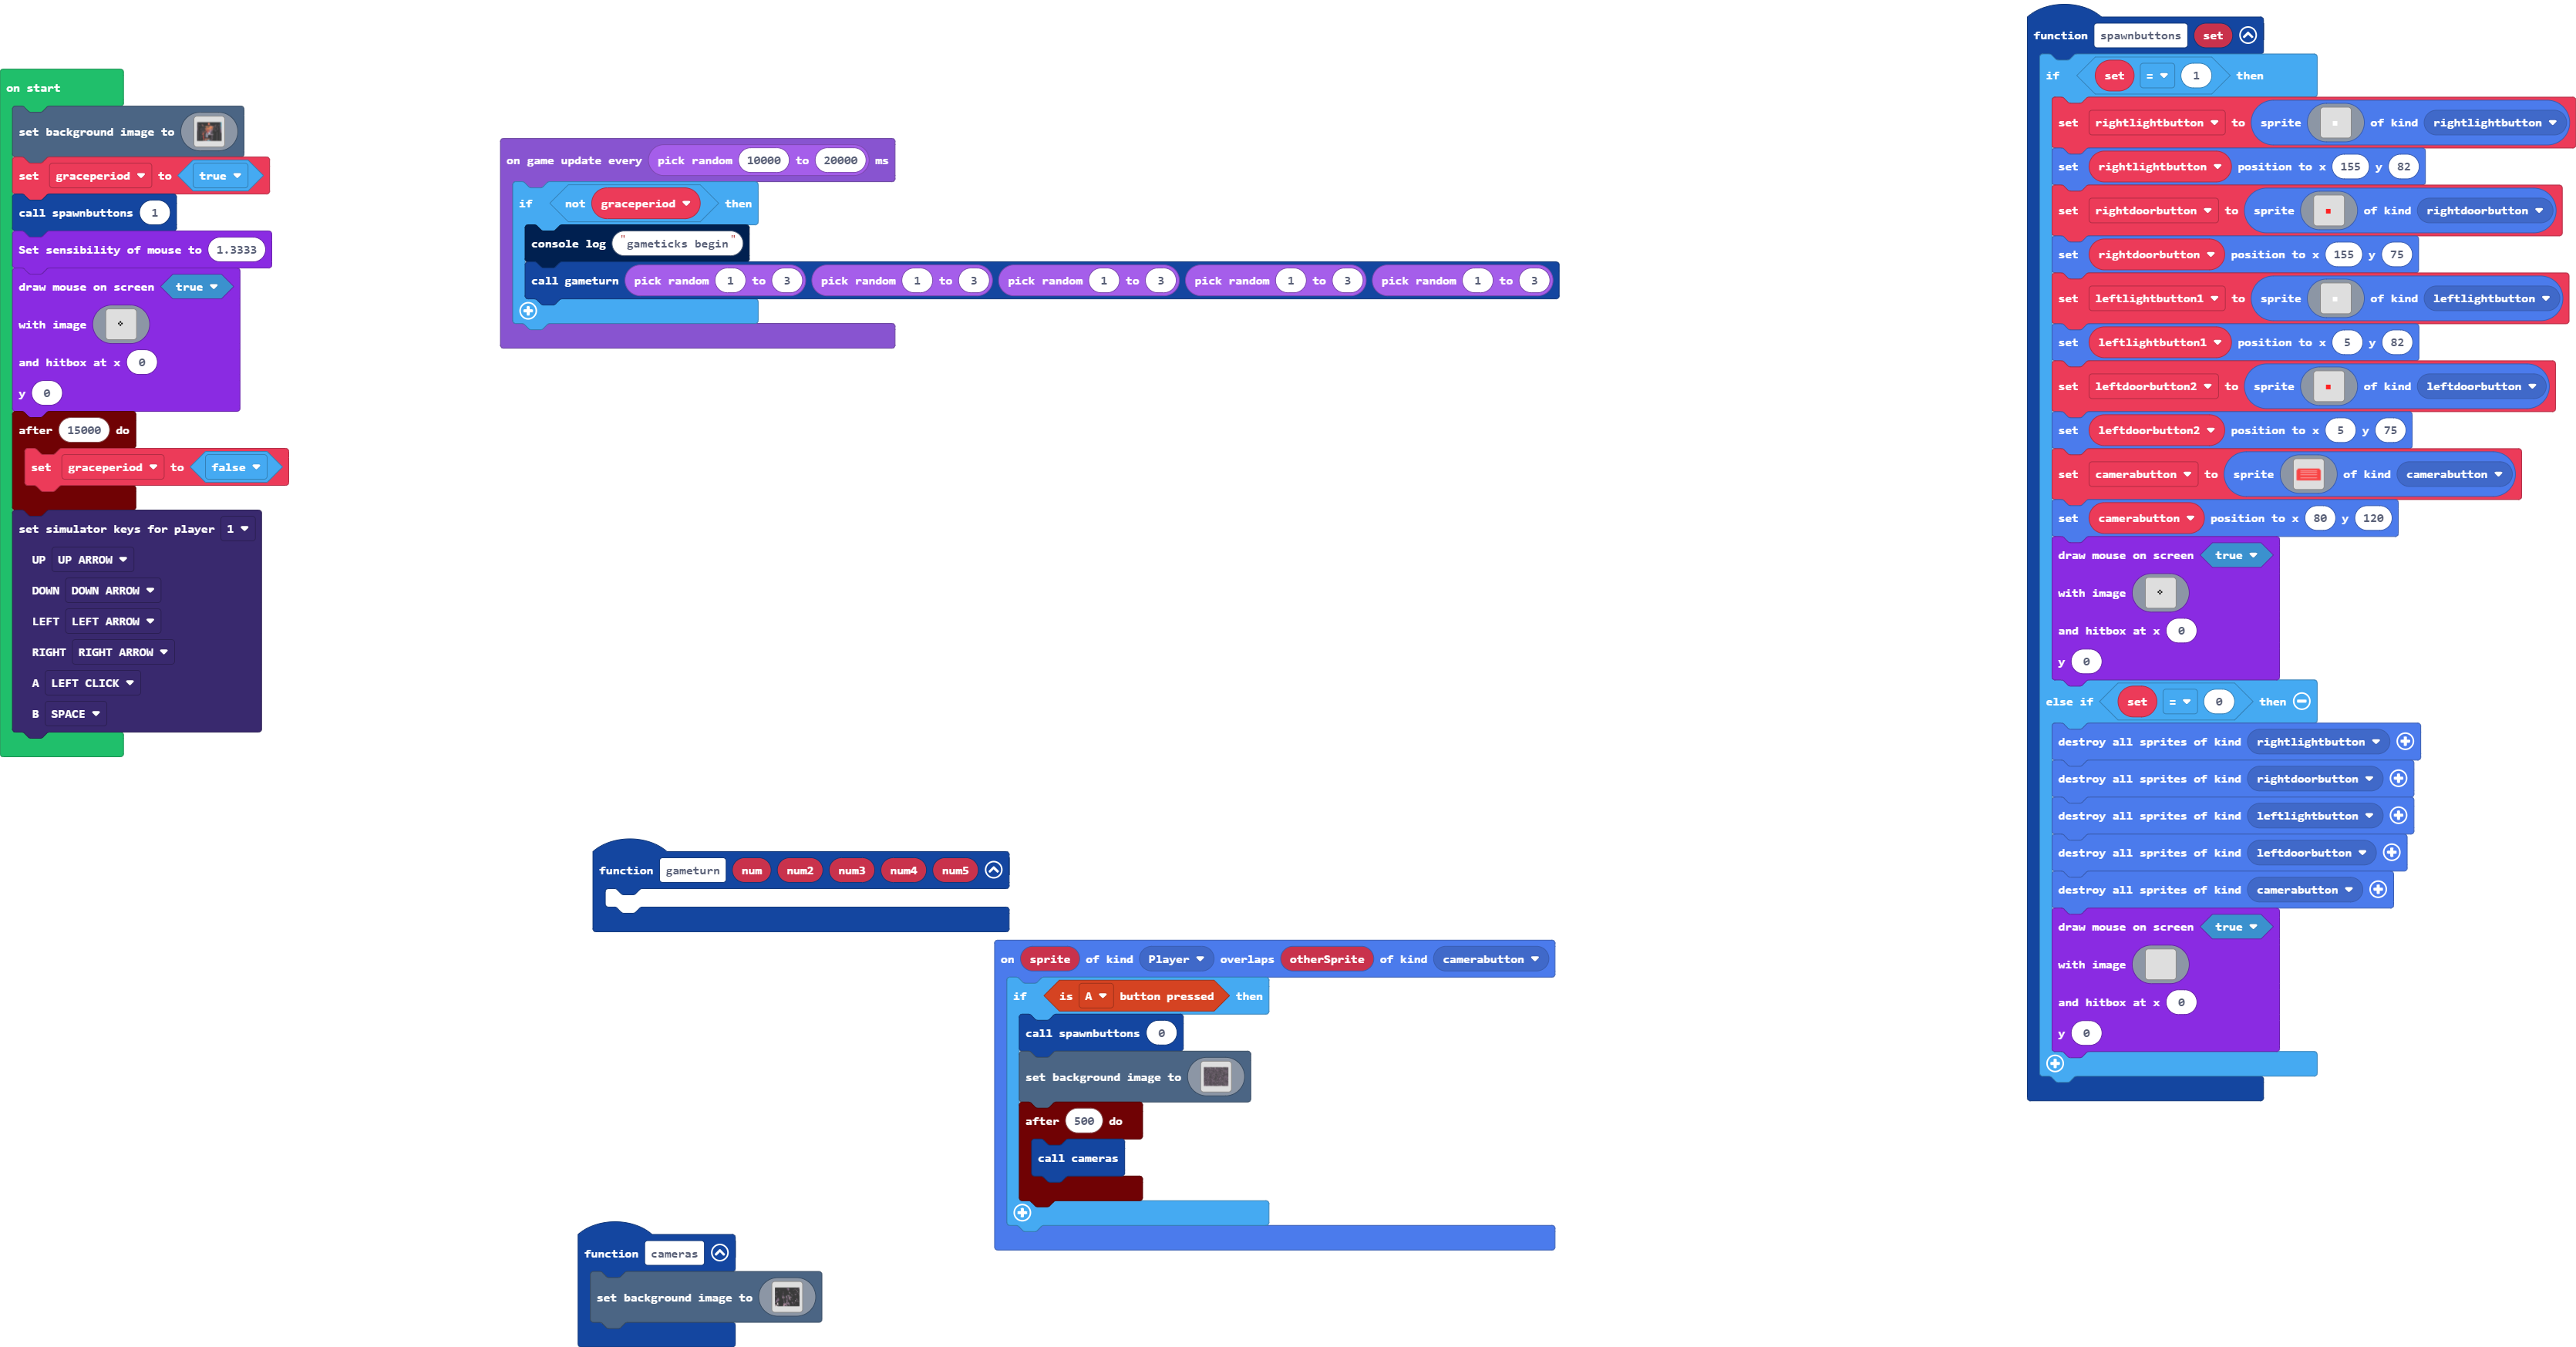 on start
set background image to
set graceperiod to true
call spawnbuttons 1
Set sensibility of mouse to 1.3333
draw mouse on screen true
with image
and hitbox at x 0
y 0
after 15000 do
set graceperiod to false
set simulator keys for player 1
UP UP ARROW
DOWN DOWN ARROW
LEFT LEFT ARROW
RIGHT RIGHT ARROW
A LEFT CLICK
B SPACE
on game update every pick random 10000 to 20000 ms
if not graceperiod then
console log "gameticks begin"
call gameturn pick random 1 to 3 pick random 1 to 3 pick random 1 to 3 pick random 1 to 3 pick random 1 to 3
function gameturn num num2 num3 num4 num5
on sprite of kind Player overlaps otherSprite of kind camerabutton
if is A button pressed then
call spawnbuttons 0
set background image to
after 500 do
call cameras
function cameras
set background image to
function spawnbuttons set
if set = 1 then
set rightlightbutton to sprite of kind rightlightbutton
set rightlightbutton position to x 155 y 82
set rightdoorbutton to sprite of kind rightdoorbutton
set rightdoorbutton position to x 155 y 75
set leftlightbutton1 to sprite of kind leftlightbutton
set leftlightbutton1 position to x 5 y 82
set leftdoorbutton2 to sprite of kind leftdoorbutton
set leftdoorbutton2 position to x 5 y 75
set camerabutton to sprite of kind camerabutton
set camerabutton position to x 80 y 120
draw mouse on screen true
with image
and hitbox at x 0
y 0
else if set = 0 then
destroy all sprites of kind rightlightbutton
destroy all sprites of kind rightdoorbutton
destroy all sprites of kind leftlightbutton
destroy all sprites of kind leftdoorbutton
destroy all sprites of kind camerabutton
draw mouse on screen true
with image
and hitbox at x 0
y 0